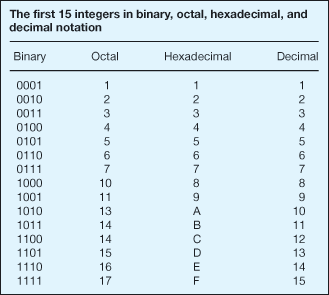 The first 15 integers in binary, octal, hexadecimal, and
decimal notation
Binary Octal Hexadecimal Decimal
0001 1 1 1
0010 2 2 2
0011 3 3 3
0100 4 4 4
0101 5 5 5
0110 6 6 6
0111 7 7 7
1000 10 8 8
1001 11 9 9
1010 13 A 10
1011 14 B 11
1100 14 C 12
1101 15 D 13
1110 16 E 14
1111 17 F 15